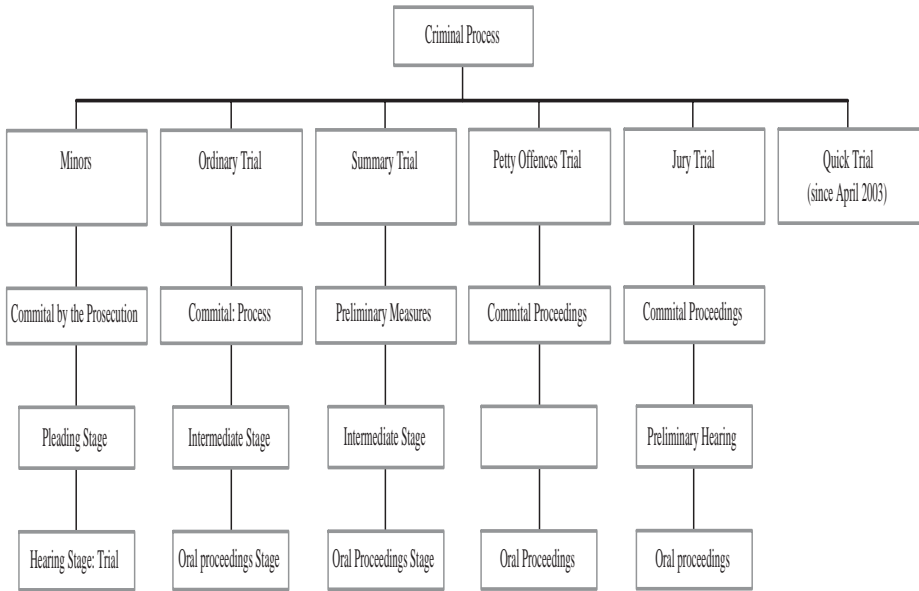 Criminal Process
Minors
Ordinary Trial
Summary Trial
Petty Offences Trial
Jury Trial
Quick Trial
(since April 2003)
Commital by the Prosecution
Commital: Process
Preliminary Measures
Commital Proceedings
Commital Proceedings
Pleading Stage
Intermediate Stage
Intermediate Stage
Preliminary Hearing
Hearing Stage: Trial
Oral proceedings Stage
Oral Proceedings Stage
Oral Proceedings
Oral proceedings